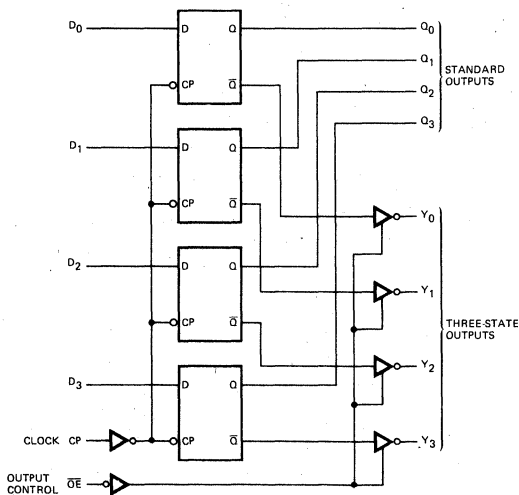 D₀ D Q Q₀
CP Q̅
Q₁
STANDARD
OUTPUTS
Q₂
Q₃
D₁ D Q
CP Q̅
Y₀
D₂ D Q
CP Q̅
Y₁
THREE-STATE
OUTPUTS
Y₂
D₃ D Q
CLOCK CP CP Q̅ Y₃
OUTPUT
CONTROL O̅E̅